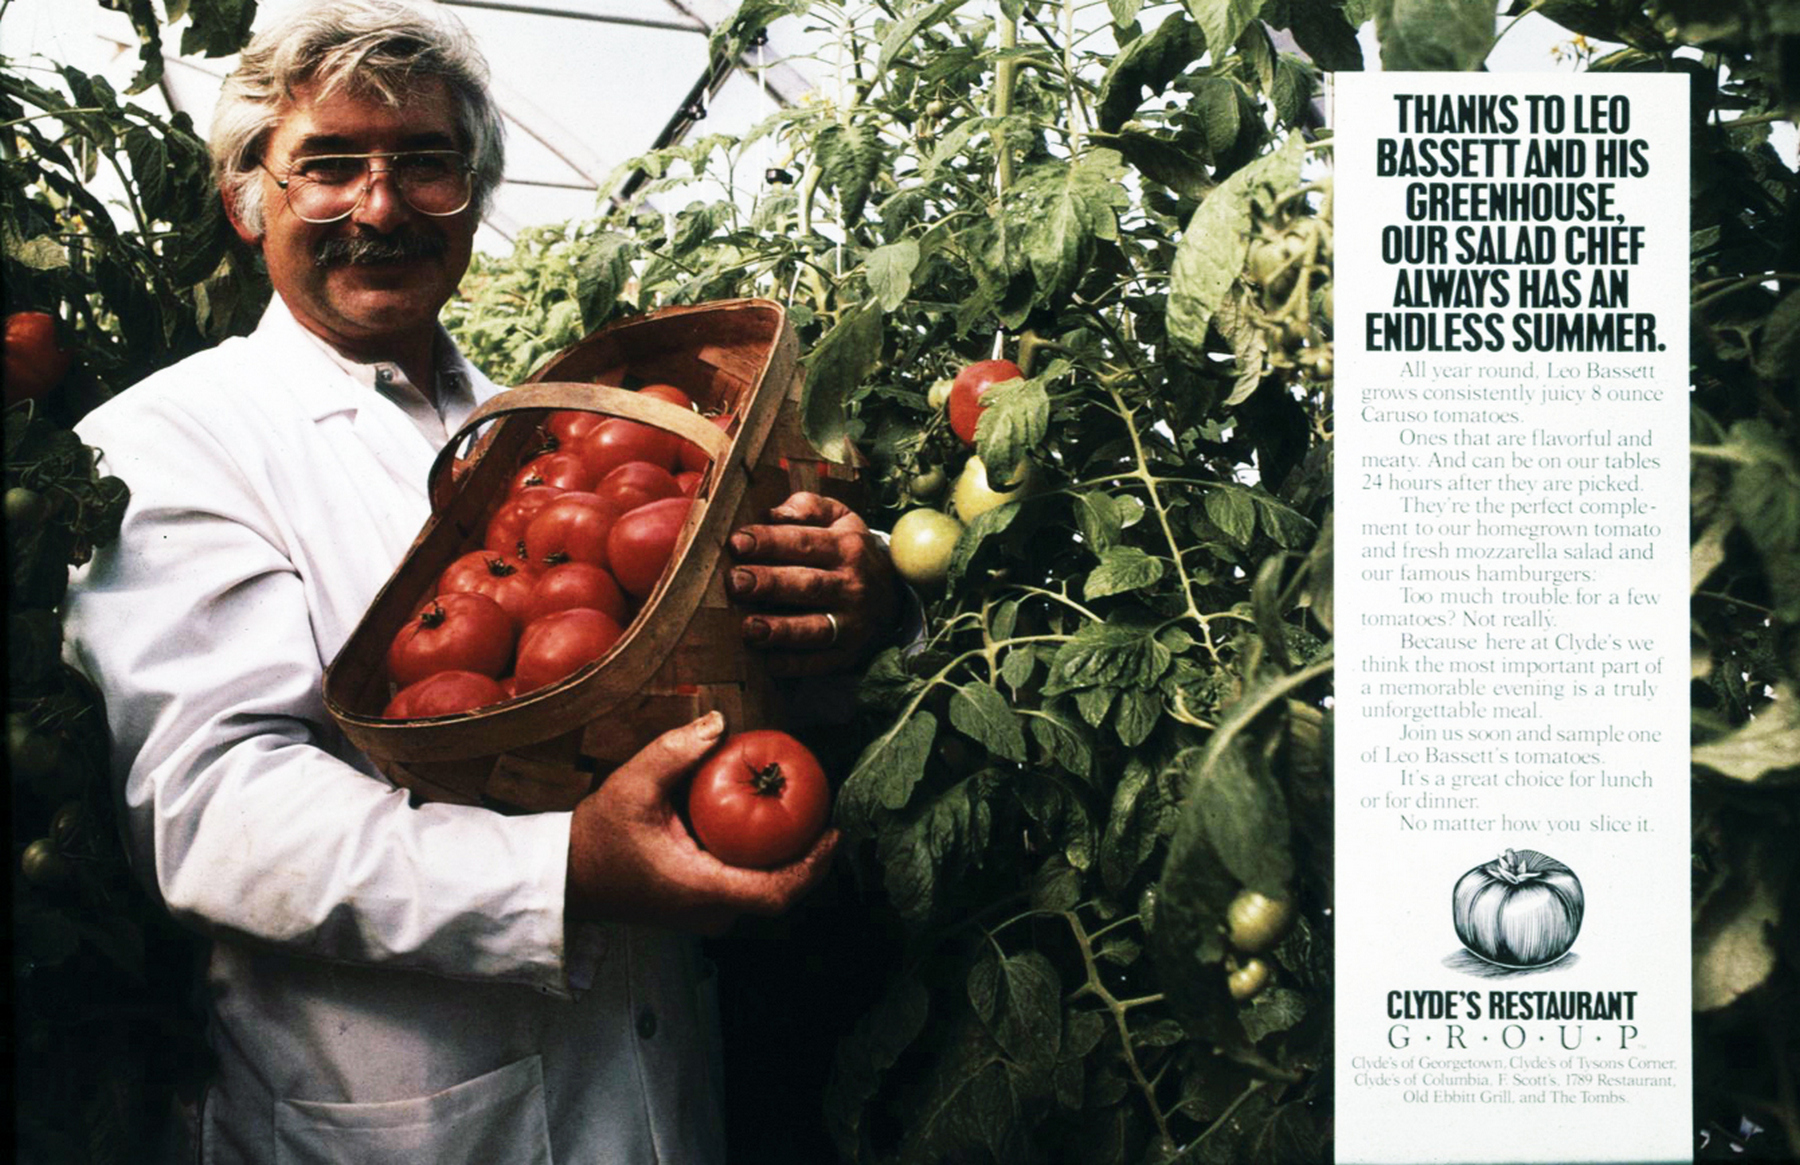 THANKS TO LEO
BASSETT AND HIS
GREENHOUSE,
OUR SALAD CHEF
ALWAYS HAS AN
ENDLESS SUMMER.
All year round, Leo Bassett
grows consistently juicy 8 ounce
Caruso tomatoes.
Ones that are flavorful and
meaty. And can be on our tables
24 hours after they are picked.
They're the perfect comple-
ment to our homegrown tomato
and fresh mozzarella salad and
our famous hamburgers.
Too much trouble for a few
tomatoes? Not really.
Because here at Clyde's we
think the most important part of
a memorable evening is a truly
unforgettable meal.
Join us soon and sample one
of Leo Bassett's tomatoes.
It's a great choice for lunch
or for dinner.
No matter how you slice it.
CLYDE'S RESTAURANT
G·R·O·U·P™
Clyde's of Georgetown, Clyde's of Tysons Corner,
Clyde's of Columbia, F. Scott's, 1789 Restaurant,
Old Ebbitt Grill, and The Tombs.